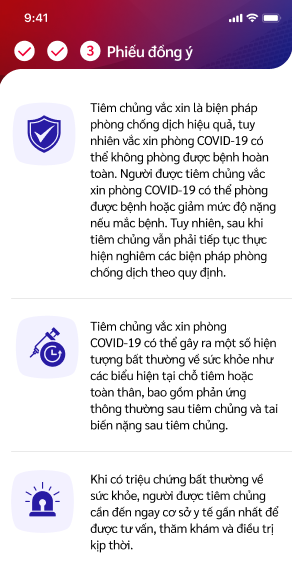 9:41
3 Phiếu đồng ý
Tiêm chủng vắc xin là biện pháp
phòng chống dịch hiệu quả, tuy
nhiên vắc xin phòng COVID-19 có
thể không phòng được bệnh hoàn
toàn. Người được tiêm chủng vắc
xin phòng COVID-19 có thể phòng
được bệnh hoặc giảm mức độ nặng
nếu mắc bệnh. Tuy nhiên, sau khi
tiêm chủng vẫn phải tiếp tục thực
hiện nghiêm các biện pháp phòng
chống dịch theo quy định.
Tiêm chủng vắc xin phòng
COVID-19 có thể gây ra một số hiện
tượng bất thường về sức khỏe như
các biểu hiện tại chỗ tiêm hoặc
toàn thân, bao gồm phản ứng
thông thường sau tiêm chủng và tai
biến nặng sau tiêm chủng.
Khi có triệu chứng bất thường về
sức khỏe, người được tiêm chủng
cần đến ngay cơ sở y tế gần nhất để
được tư vấn, thăm khám và điều trị
kịp thời.